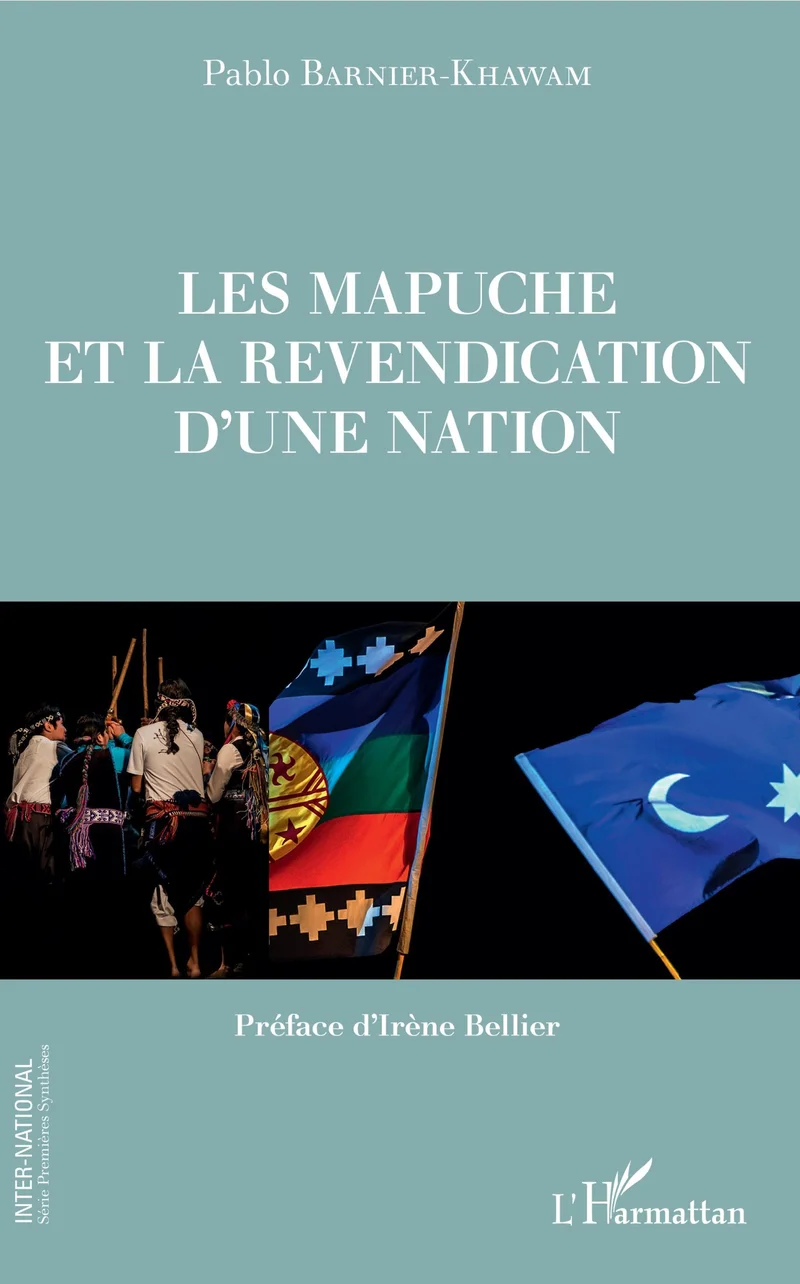 Pablo BARNIER-KHAWAM
LES MAPUCHE
ET LA REVENDICATION
D'UNE NATION
Préface d'Irène Bellier
INTER-NATIONAL
Série Premières Synthèses
L'Harmattan